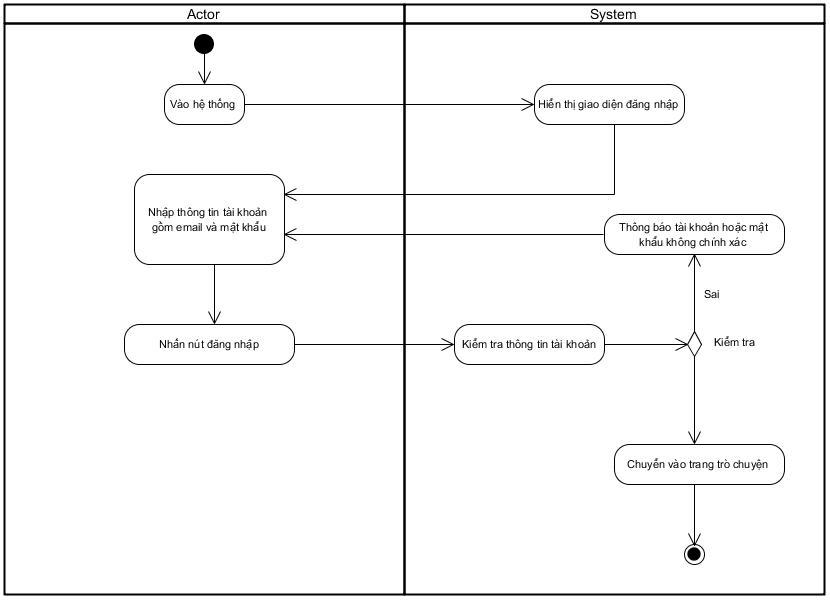 Actor
System
Vào hệ thống
Hiển thị giao diện đăng nhập
Nhập thông tin tài khoản
gồm email và mật khẩu
Thông báo tài khoản hoặc mật
khẩu không chính xác
Sai
Nhấn nút đăng nhập
Kiểm tra thông tin tài khoản
Kiểm tra
Chuyển vào trang trò chuyện